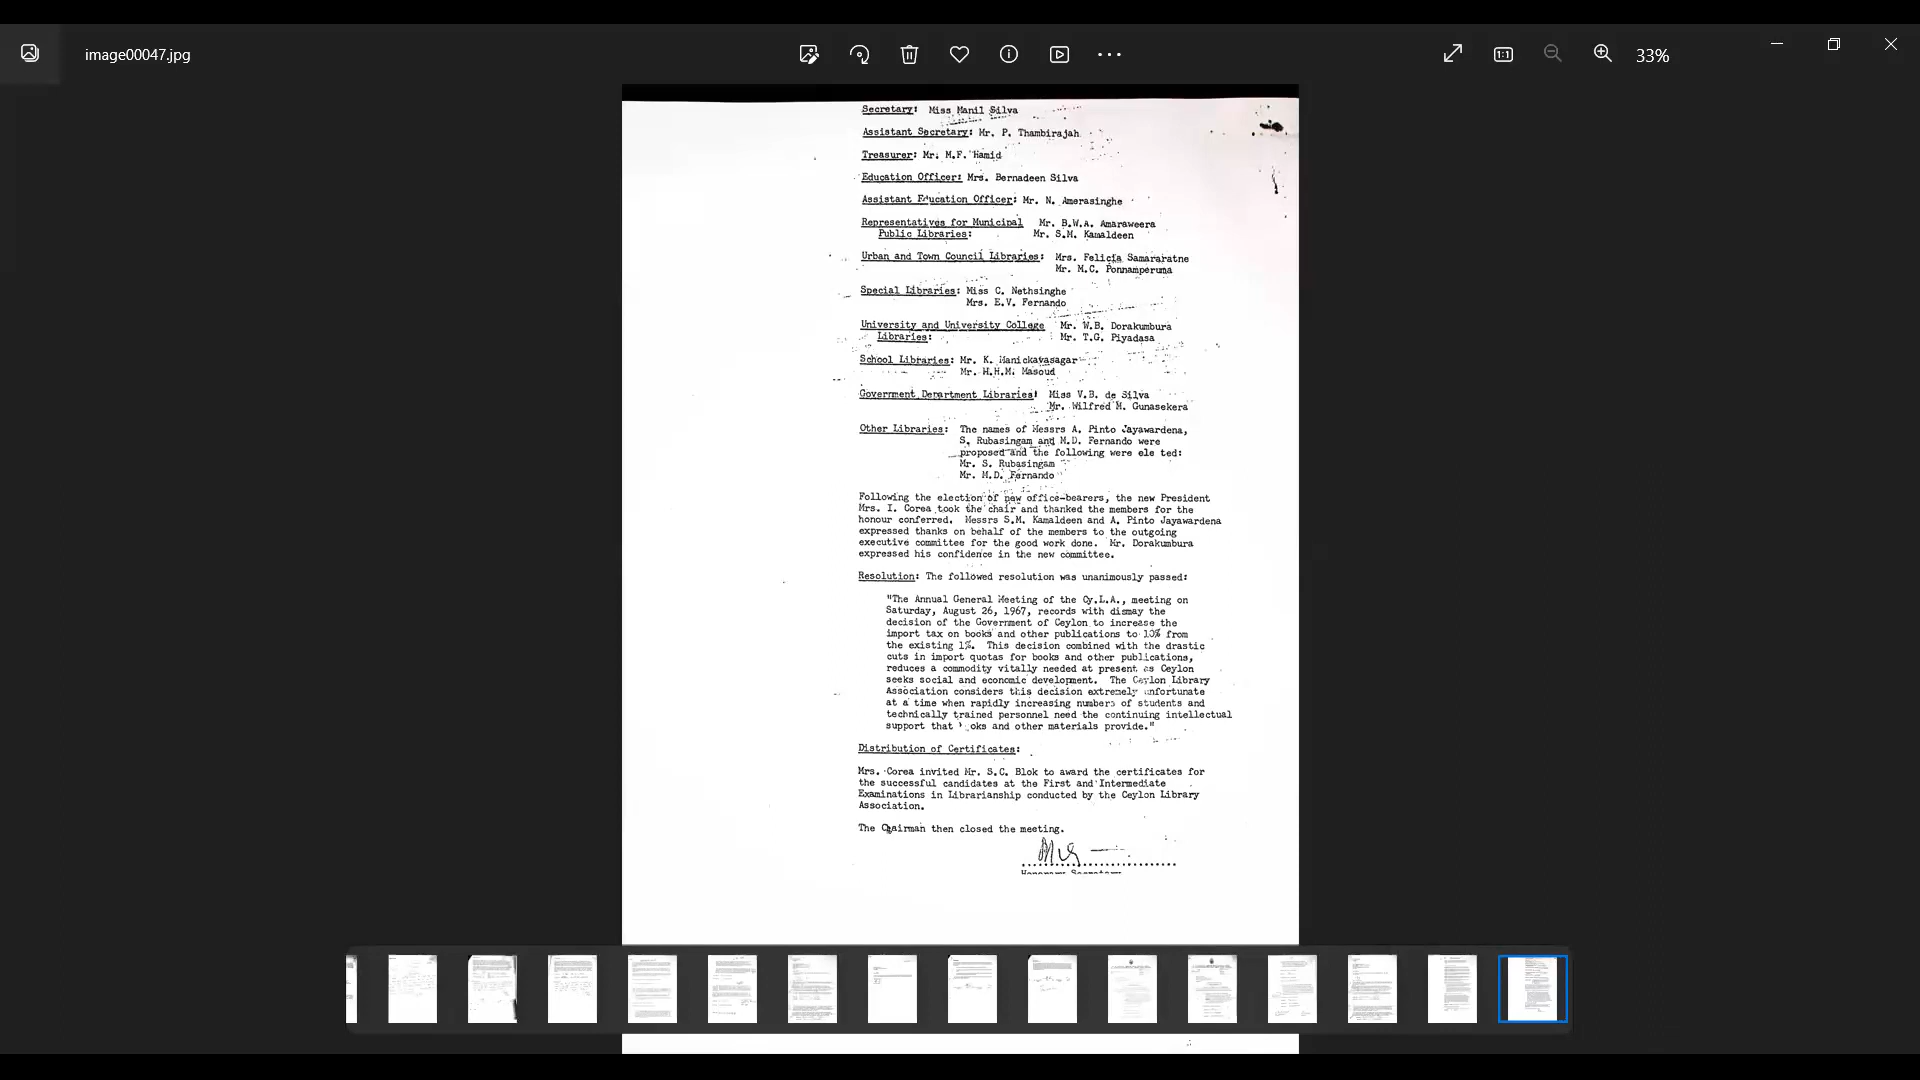 image00047.jpg
33%
Secretary: Miss Manil Silva
Assistant Secretary: Mr. P. Thambirajah
Treasurer: Mr. M.F. Hamid
Education Officer: Mrs. Bernadeen Silva
Assistant Education Officer: Mr. N. Amerasinghe
Representatives for Municipal Mr. B.W.A. Amaraweera
Public Libraries: Mr. S.M. Kamaldeen
Urban and Town Council Libraries: Mrs. Felicia Samararatne
Mr. M.C. Ponnamperuma
Special Libraries: Miss C. Nethsinghe
Mrs. E.V. Fernando
University and University College Mr. W.B. Dorakumbura
Libraries: Mr. T.G. Piyadasa
School Libraries: Mr. K. Manickavasagar
Mr. H.H.M. Masoud
Government Department Libraries: Miss V.B. de Silva
Mr. Wilfred M. Gunasekera
Other Libraries: The names of Messrs A. Pinto Jayawardena,
S. Rubasingam and M.D. Fernando were
proposed and the following were ele ted:
Mr. S. Rubasingam
Mr. M.D. Fernando
Following the election of new office-bearers, the new President
Mrs. I. Corea took the chair and thanked the members for the
honour conferred. Messrs S.M. Kamaldeen and A. Pinto Jayawardena
expressed thanks on behalf of the members to the outgoing
executive committee for the good work done. Mr. Dorakumbura
expressed his confidence in the new committee.
Resolution: The followed resolution was unanimously passed:
"The Annual General Meeting of the Cy.L.A., meeting on
Saturday, August 26, 1967, records with dismay the
decision of the Government of Ceylon to increase the
import tax on books and other publications to 10% from
the existing 1%. This decision combined with the drastic
cuts in import quotas for books and other publications,
reduces a commodity vitally needed at present as Ceylon
seeks social and economic development. The Ceylon Library
Association considers this decision extremely unfortunate
at a time when rapidly increasing numbers of students and
technically trained personnel need the continuing intellectual
support that oks and other materials provide."
Distribution of Certificates:
Mrs. Corea invited Mr. S.C. Blok to award the certificates for
the successful candidates at the First and Intermediate
Examinations in Librarianship conducted by the Ceylon Library
Association.
The Chairman then closed the meeting.
Honorary Secretary